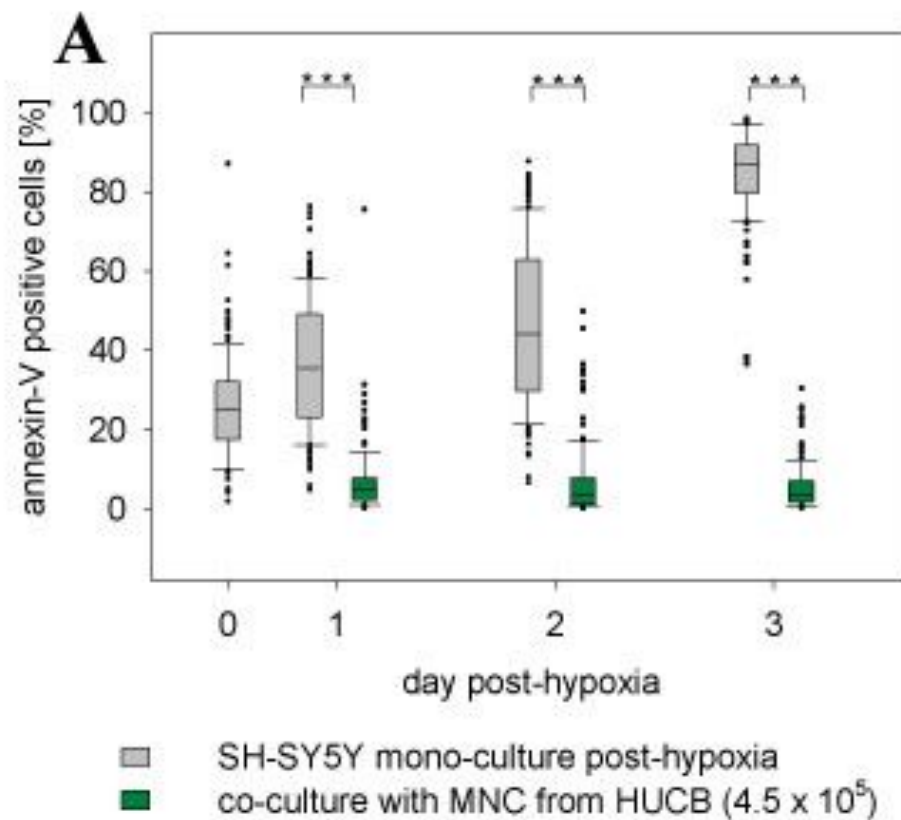 A
* * *
* * *
* * *
annexin-V positive cells [%]
100
80
60
40
20
0
0 1 2 3
day post-hypoxia
SH-SY5Y mono-culture post-hypoxia
co-culture with MNC from HUCB (4.5 x 10⁵)